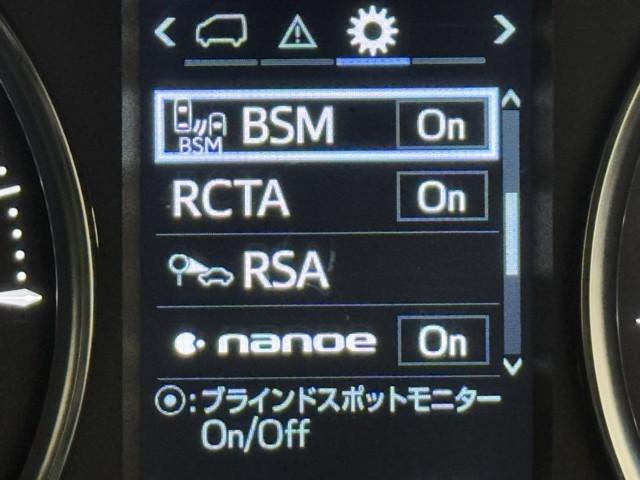 BSM BSM On
RCTA On
RSA
nanoe On
◉:ブラインドスポットモニター
On/Off